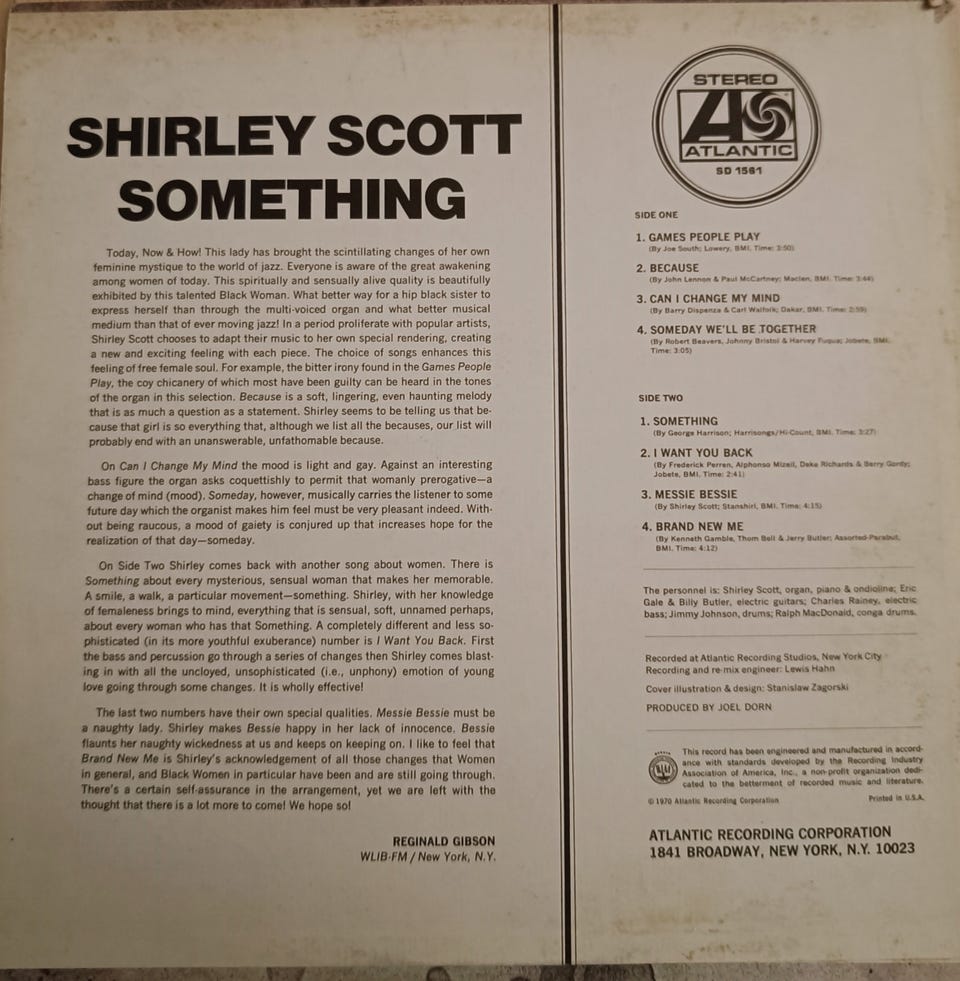 SHIRLEY SCOTT
SOMETHING
Today, Now & How! This lady has brought the scintillating changes of her own
feminine mystique to the world of jazz. Everyone is aware of the great awakening
among women of today. This spiritually and sensually alive quality is beautifully
exhibited by this talented Black Woman. What better way for a hip black sister to
express herself than through the multi-voiced organ and what better musical
medium than that of ever moving jazz! In a period proliferate with popular artists,
Shirley Scott chooses to adapt their music to her own special rendering, creating
a new and exciting feeling with each piece. The choice of songs enhances this
feeling of free female soul. For example, the bitter irony found in the Games People
Play, the coy chicanery of which most have been guilty can be heard in the tones
of the organ in this selection. Because is a soft, lingering, even haunting melody
that is as much a question as a statement. Shirley seems to be telling us that be-
cause that girl is so everything that, although we list all the becauses, our list will
probably end with an unanswerable, unfathomable because.
On Can I Change My Mind the mood is light and gay. Against an interesting
bass figure the organ asks coquettishly to permit that womanly prerogative—a
change of mind (mood). Someday, however, musically carries the listener to some
future day which the organist makes him feel must be very pleasant indeed. With-
out being raucous, a mood of gaiety is conjured up that increases hope for the
realization of that day—someday.
On Side Two Shirley comes back with another song about women. There is
Something about every mysterious, sensual woman that makes her memorable.
A smile, a walk, a particular movement—something. Shirley, with her knowledge
of femaleness brings to mind, everything that is sensual, soft, unnamed perhaps,
about every woman who has that Something. A completely different and less so-
phisticated (in its more youthful exuberance) number is I Want You Back. First
the bass and percussion go through a series of changes then Shirley comes blast-
ing in with all the uncloyed, unsophisticated (i.e., unphony) emotion of young
love going through some changes. It is wholly effective!
The last two numbers have their own special qualities. Messie Bessie must be
a naughty lady. Shirley makes Bessie happy in her lack of innocence. Bessie
flaunts her naughty wickedness at us and keeps on keeping on. I like to feel that
Brand New Me is Shirley's acknowledgement of all those changes that Women
in general, and Black Women in particular have been and are still going through.
There's a certain self-assurance in the arrangement, yet we are left with the
thought that there is a lot more to come! We hope so!
REGINALD GIBSON
WLIB-FM / New York, N.Y.
STEREO
ATLANTIC
SD 1561
SIDE ONE
1. GAMES PEOPLE PLAY
(By Joe South; Lowery, BMI. Time: 3:50)
2. BECAUSE
(By John Lennon & Paul McCartney; Maclen, BMI. Time: 3:44)
3. CAN I CHANGE MY MIND
(By Barry Dispenza & Carl Wolfolk; Dakar, BMI. Time: 2:59)
4. SOMEDAY WE'LL BE TOGETHER
(By Robert Beavers, Johnny Bristol & Harvey Fuqua; Jobete, BMI.
Time: 3:05)
SIDE TWO
1. SOMETHING
(By George Harrison; Harrisongs/Hi-Count, BMI. Time: 3:27)
2. I WANT YOU BACK
(By Frederick Perren, Alphonso Mizell, Deke Richards & Berry Gordy;
Jobete, BMI. Time: 2:41)
3. MESSIE BESSIE
(By Shirley Scott; Stanshirl, BMI. Time: 4:15)
4. BRAND NEW ME
(By Kenneth Gamble, Thom Bell & Jerry Butler; Assorted-Parabut,
BMI. Time: 4:12)
The personnel is: Shirley Scott, organ, piano & ondioline; Eric
Gale & Billy Butler, electric guitars; Charles Rainey, electric
bass; Jimmy Johnson, drums; Ralph MacDonald, conga drums.
Recorded at Atlantic Recording Studios, New York City
Recording and re-mix engineer: Lewis Hahn
Cover illustration & design: Stanislaw Zagorski
PRODUCED BY JOEL DORN
This record has been engineered and manufactured in accord-
ance with standards developed by the Recording Industry
Association of America, Inc., a non-profit organization dedi-
cated to the betterment of recorded music and literature.
© 1970 Atlantic Recording Corporation Printed in U.S.A.
ATLANTIC RECORDING CORPORATION
1841 BROADWAY, NEW YORK, N.Y. 10023